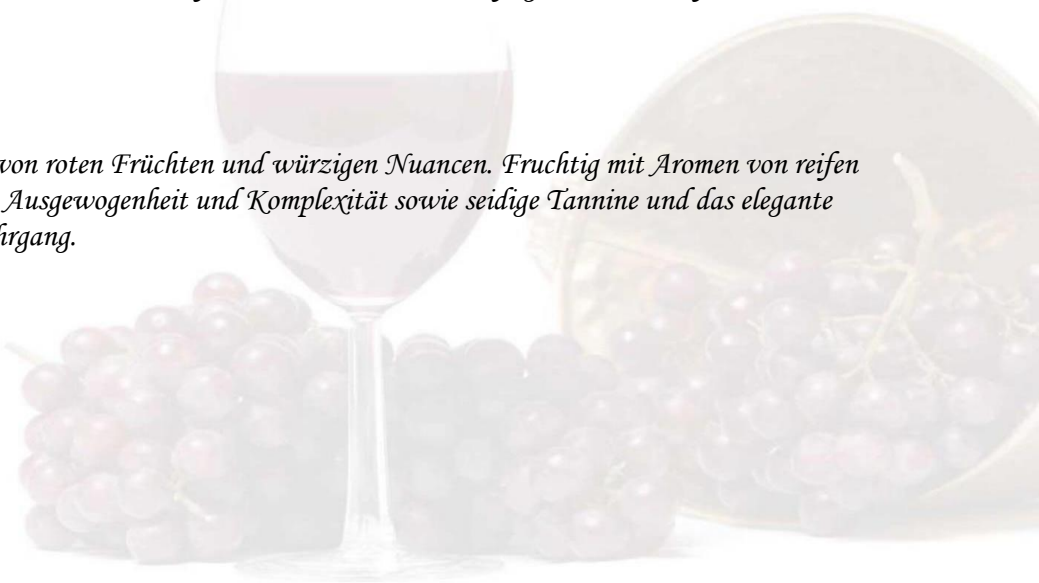 von roten Früchten und würzigen Nuancen. Fruchtig mit Aromen von reifen
Ausgewogenheit und Komplexität sowie seidige Tannine und das elegante